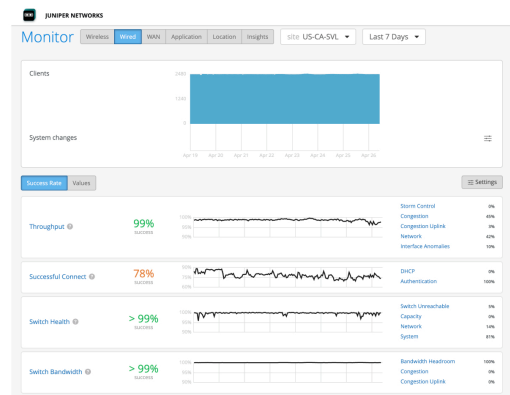 JUNIPER NETWORKS
Monitor Wireless Wired WAN Application Location Insights site US-CA-SVL Last 7 Days
Clients
System changes
Apr 19 Apr 20 Apr 21 Apr 22 Apr 23 Apr 24 Apr 25 Apr 26
Success Rate Values Settings
Throughput
99%
success
Storm Control 0%
Congestion 45%
Congestion Uplink 3%
Network 42%
Interface Anomalies 10%
Successful Connect
78%
success
DHCP 0%
Authentication 100%
Switch Health
> 99%
success
Switch Unreachable 5%
Capacity 0%
Network 14%
System 81%
Switch Bandwidth
> 99%
success
Bandwidth Headroom 100%
Congestion 0%
Congestion Uplink 0%